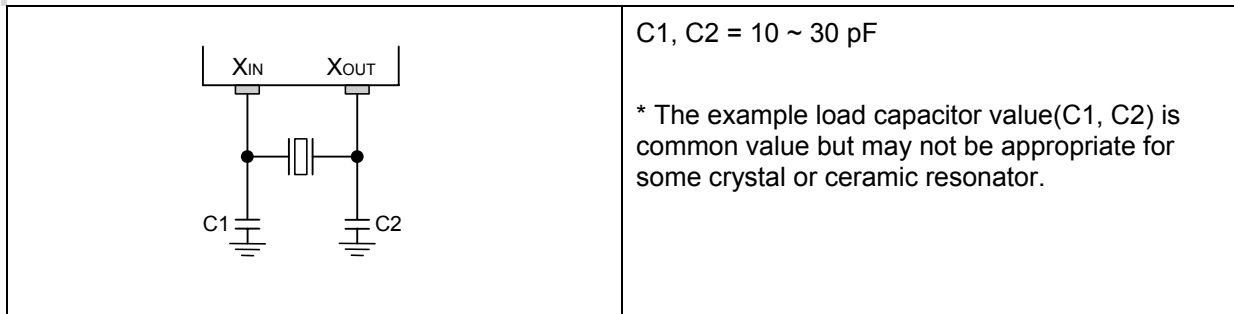 XIN XOUT
C1 C2
C1, C2 = 10 ~ 30 pF
* The example load capacitor value(C1, C2) is
common value but may not be appropriate for
some crystal or ceramic resonator.